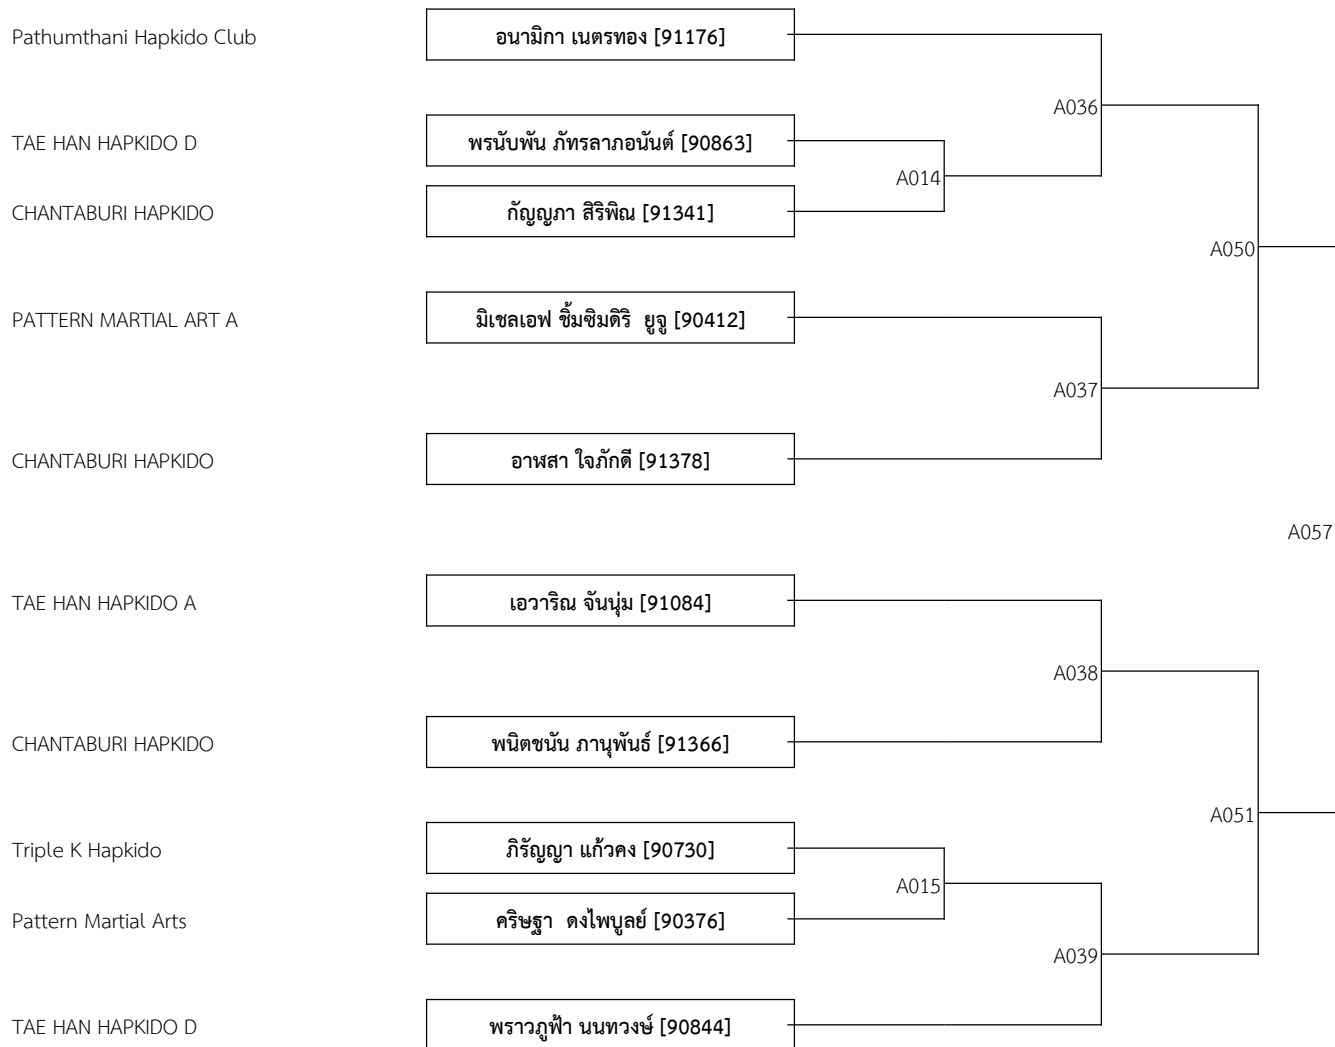 Pathumthani Hapkido Club อนามิกา เนตรทอง [91176]
A036
TAE HAN HAPKIDO D พรนับพัน ภัทรลาภอนันต์ [90863]
A014
CHANTABURI HAPKIDO กัญญภา สิริพิณ [91341]
A050
PATTERN MARTIAL ART A มิเชลเอฟ ชิ้มซิมดิริ ยูจู [90412]
A037
CHANTABURI HAPKIDO อาฬสา ใจภักดี [91378]
A057
TAE HAN HAPKIDO A เอวาริณ จันนุ่ม [91084]
A038
CHANTABURI HAPKIDO พนิตชนัน ภานุพันธ์ [91366]
A051
Triple K Hapkido ภิรัญญา แก้วคง [90730]
A015
Pattern Martial Arts คริษฐา ดงไพบูลย์ [90376]
A039
TAE HAN HAPKIDO D พราวภูฟ้า นนทวงษ์ [90844]